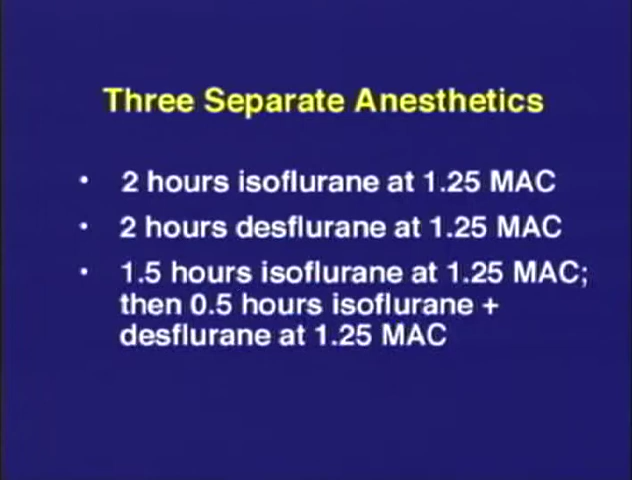 Three Separate Anesthetics
• 2 hours isoflurane at 1.25 MAC
• 2 hours desflurane at 1.25 MAC
• 1.5 hours isoflurane at 1.25 MAC;
then 0.5 hours isoflurane +
desflurane at 1.25 MAC